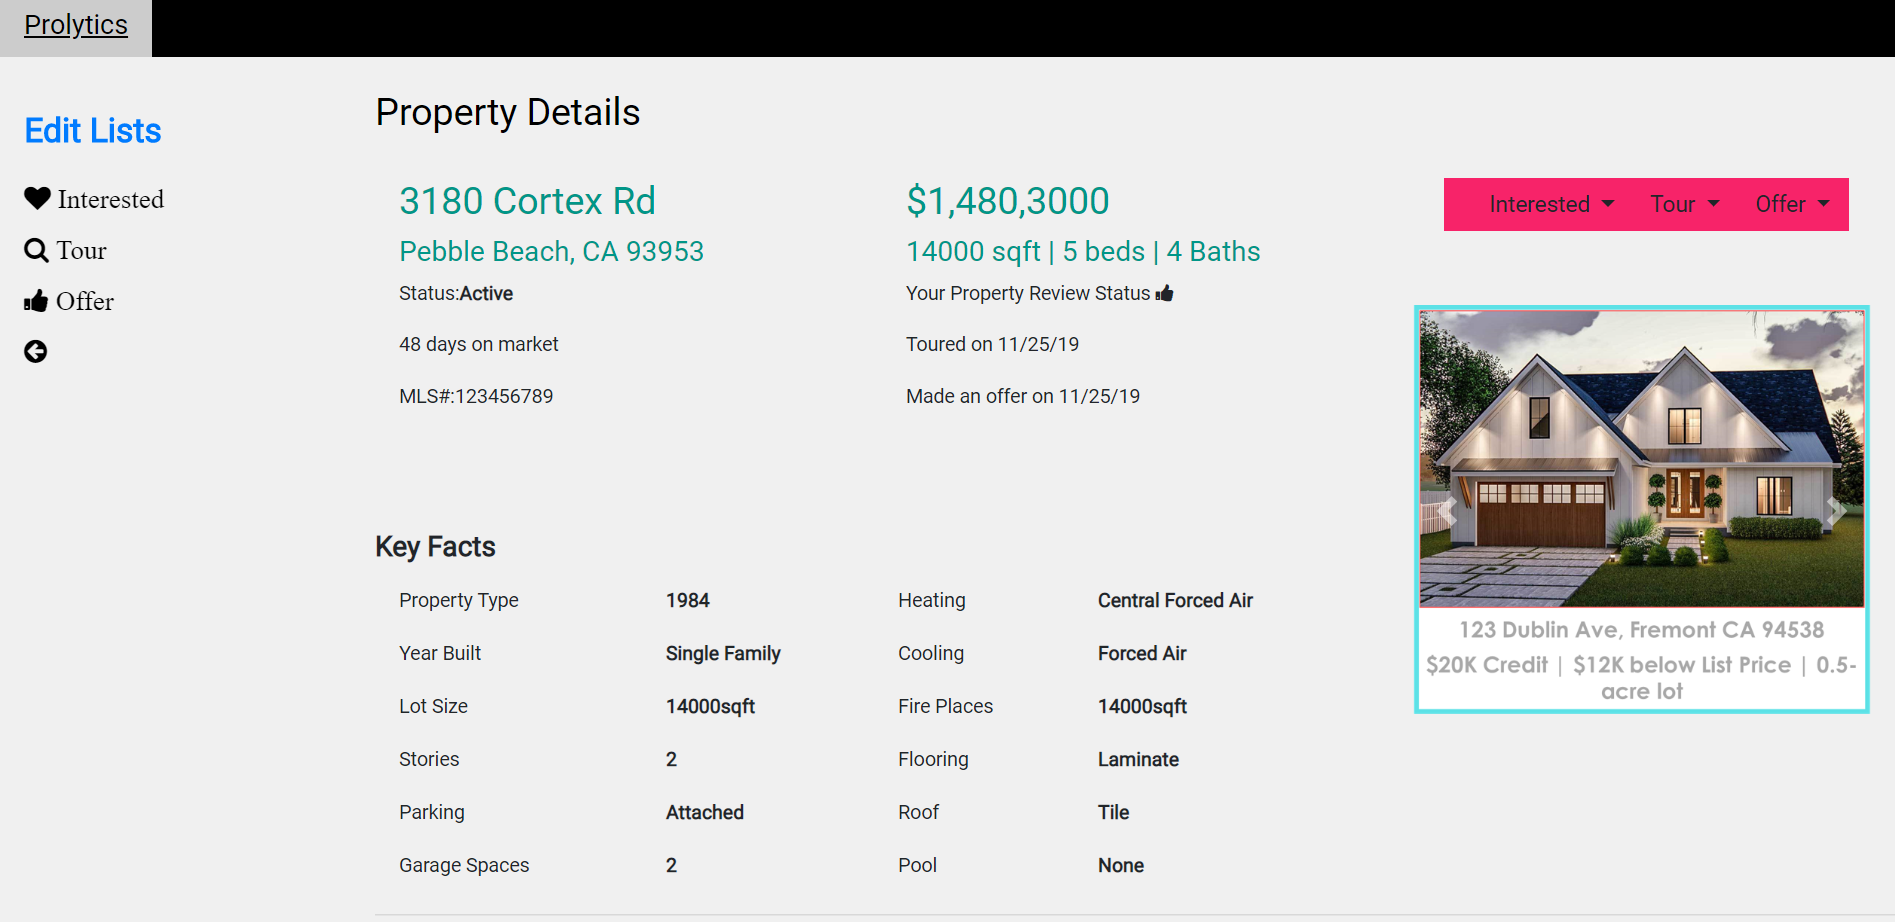 Prolytics
Edit Lists
Interested
Tour
Offer
Property Details
3180 Cortex Rd
Pebble Beach, CA 93953
Status:Active
48 days on market
MLS#:123456789
$1,480,3000
14000 sqft | 5 beds | 4 Baths
Your Property Review Status
Toured on 11/25/19
Made an offer on 11/25/19
Interested Tour Offer
123 Dublin Ave, Fremont CA 94538
$20K Credit | $12K below List Price | 0.5-
acre lot
Key Facts
Property Type 1984 Heating Central Forced Air
Year Built Single Family Cooling Forced Air
Lot Size 14000sqft Fire Places 14000sqft
Stories 2 Flooring Laminate
Parking Attached Roof Tile
Garage Spaces 2 Pool None